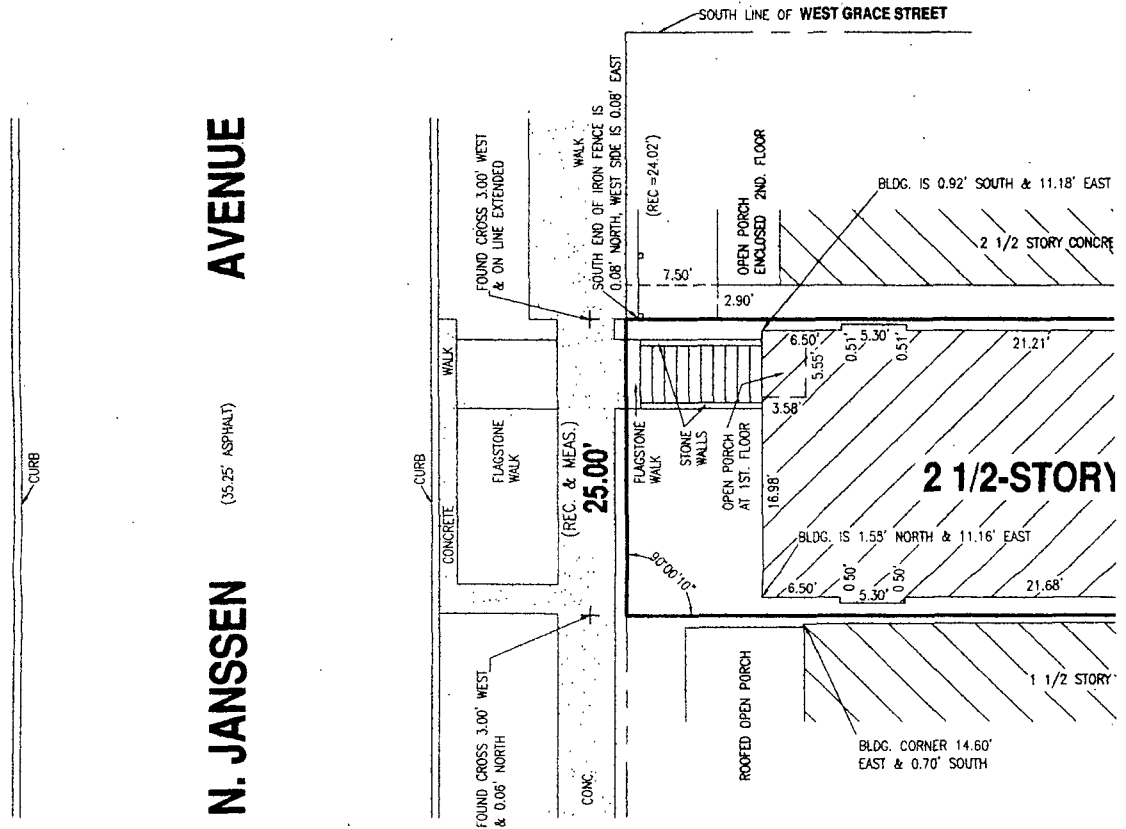 SOUTH LINE OF WEST GRACE STREET
N. JANSSEN AVENUE
(35.25' ASPHALT)
CURB
CURB
FOUND CROSS 3.00' WEST
& ON LINE EXTENDED
WALK
SOUTH END OF IRON FENCE IS
0.08' NORTH, WEST SIDE IS 0.08' EAST
(REC =24.02')
OPEN PORCH
ENCLOSED 2ND. FLOOR
7.50'
2.90'
BLDG. IS 0.92' SOUTH & 11.18' EAST
2 1/2 STORY CONCRE
WALK
CONCRETE
FLAGSTONE
WALK
(REC. & MEAS.)
25.00'
FLAGSTONE
WALK
STONE
WALLS
OPEN PORCH
AT 1ST. FLOOR
6.50'
5.55'
0.51'
5.30'
0.51'
21.21'
3.58'
16.98'
2 1/2-STORY
BLDG. IS 1.55' NORTH & 11.16' EAST
90°00'10"
6.50'
0.50'
5.30'
0.50'
21.68'
FOUND CROSS 3.00' WEST
& 0.06' NORTH
CONC.
ROOFED OPEN PORCH
1 1/2 STORY
BLDG. CORNER 14.60'
EAST & 0.70' SOUTH